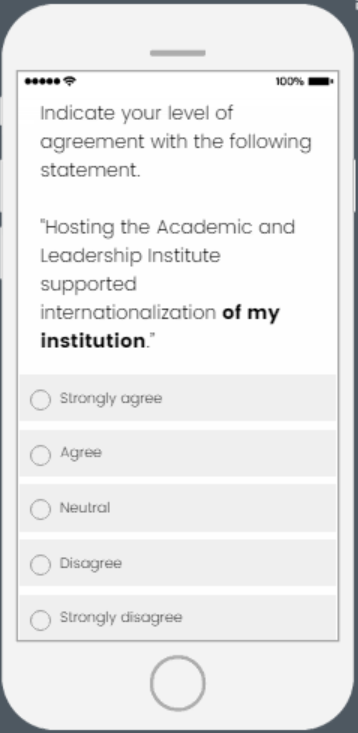 100%
Indicate your level of
agreement with the following
statement.
"Hosting the Academic and
Leadership Institute
supported
internationalization of my
institution."
Strongly agree
Agree
Neutral
Disagree
Strongly disagree